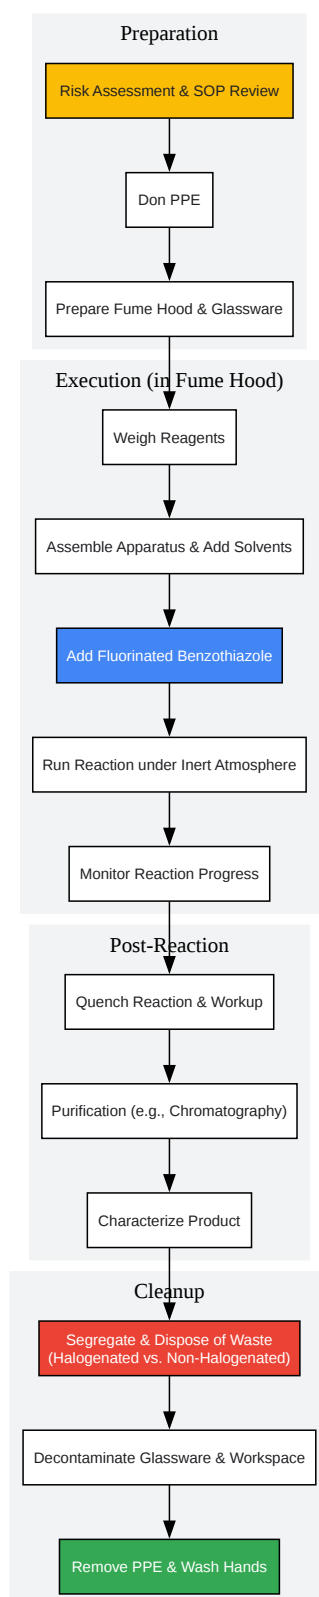 Preparation
Risk Assessment & SOP Review
Don PPE
Prepare Fume Hood & Glassware
Execution (in Fume Hood)
Weigh Reagents
Assemble Apparatus & Add Solvents
Add Fluorinated Benzothiazole
Run Reaction under Inert Atmosphere
Monitor Reaction Progress
Post-Reaction
Quench Reaction & Workup
Purification (e.g., Chromatography)
Characterize Product
Cleanup
Segregate & Dispose of Waste
(Halogenated vs. Non-Halogenated)
Decontaminate Glassware & Workspace
Remove PPE & Wash Hands